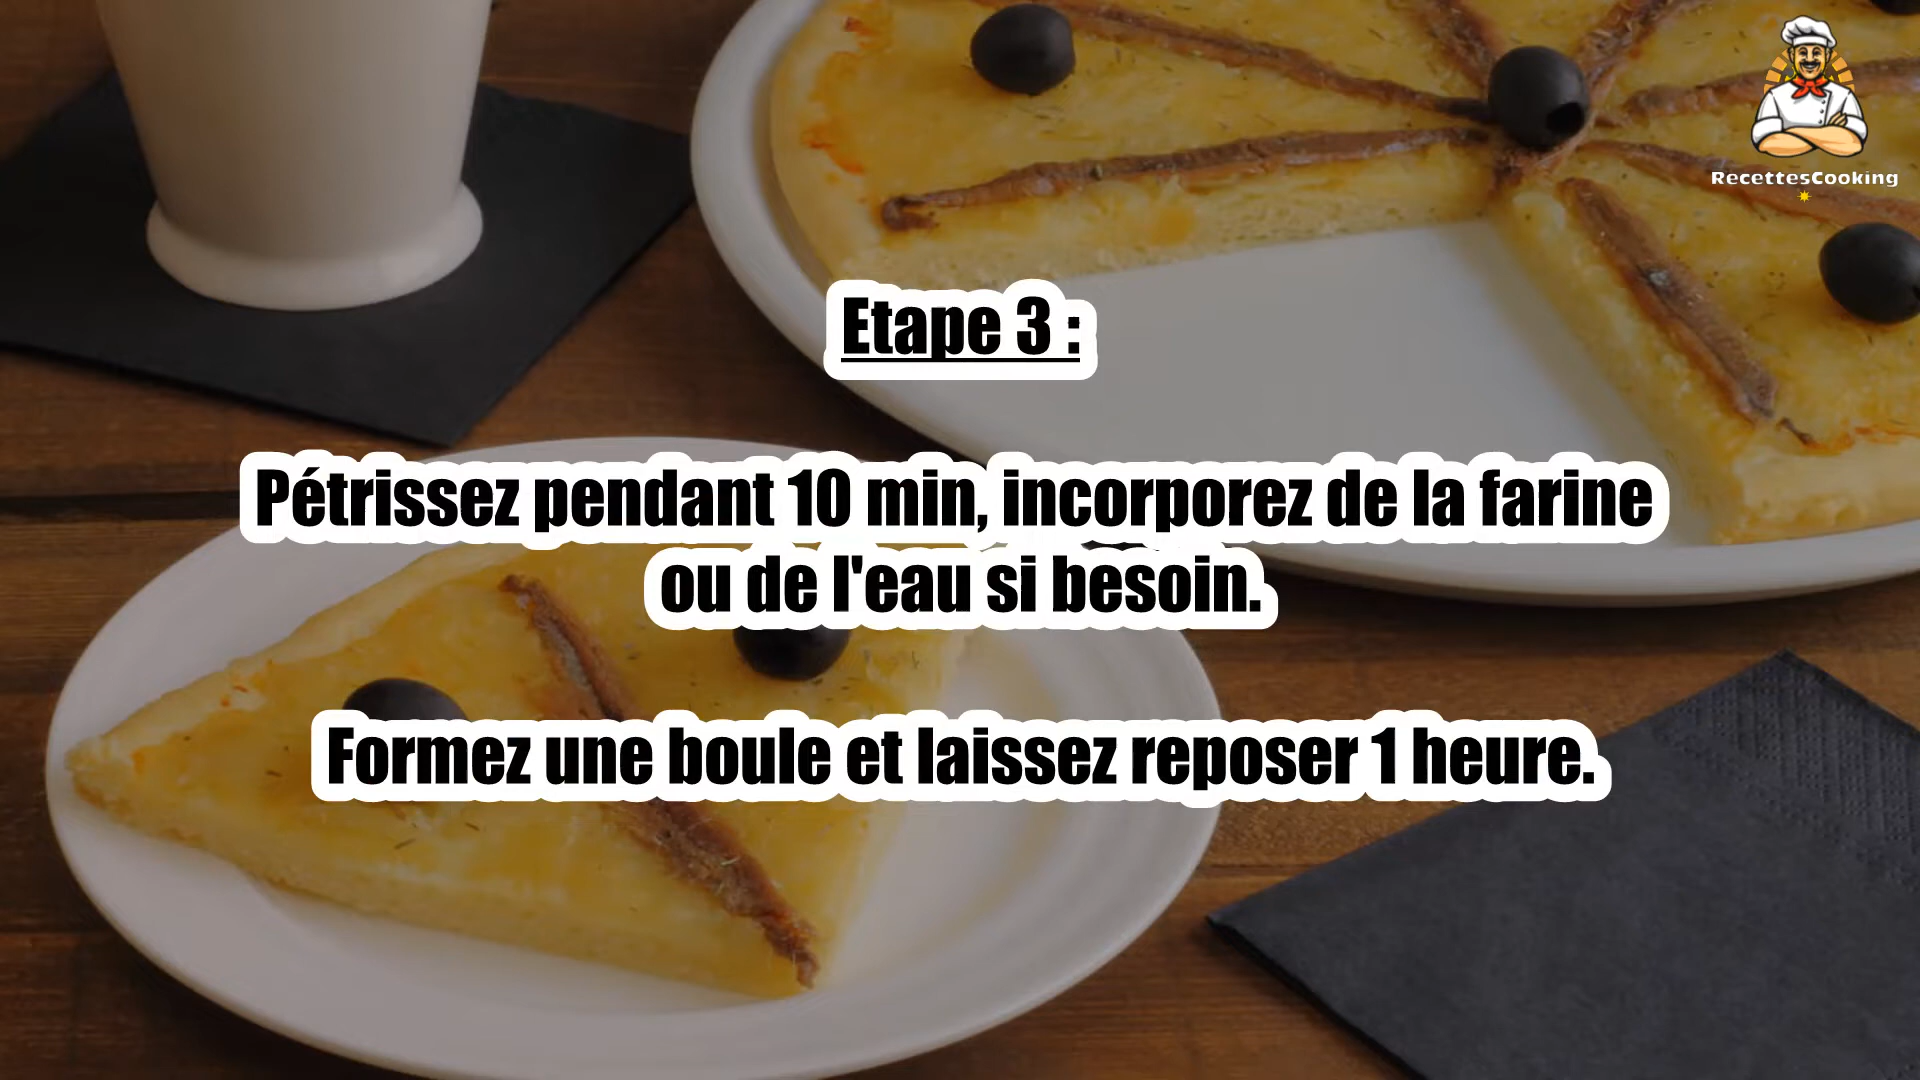 RecettesCooking
Etape 3 :
Pétrissez pendant 10 min, incorporez de la farine
ou de l'eau si besoin.
Formez une boule et laissez reposer 1 heure.